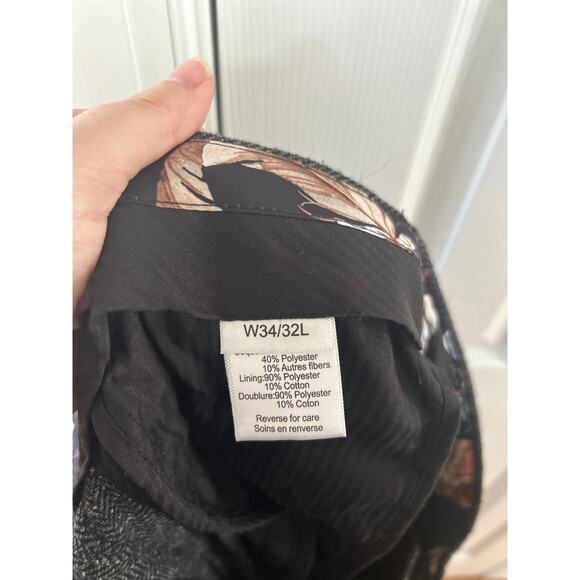 W34/32L
40% Polyester
10% Autres fibers
Lining:90% Polyester
10% Cotton
Doublure:90% Polyester
10% Coton
Reverse for care
Soins en renverse